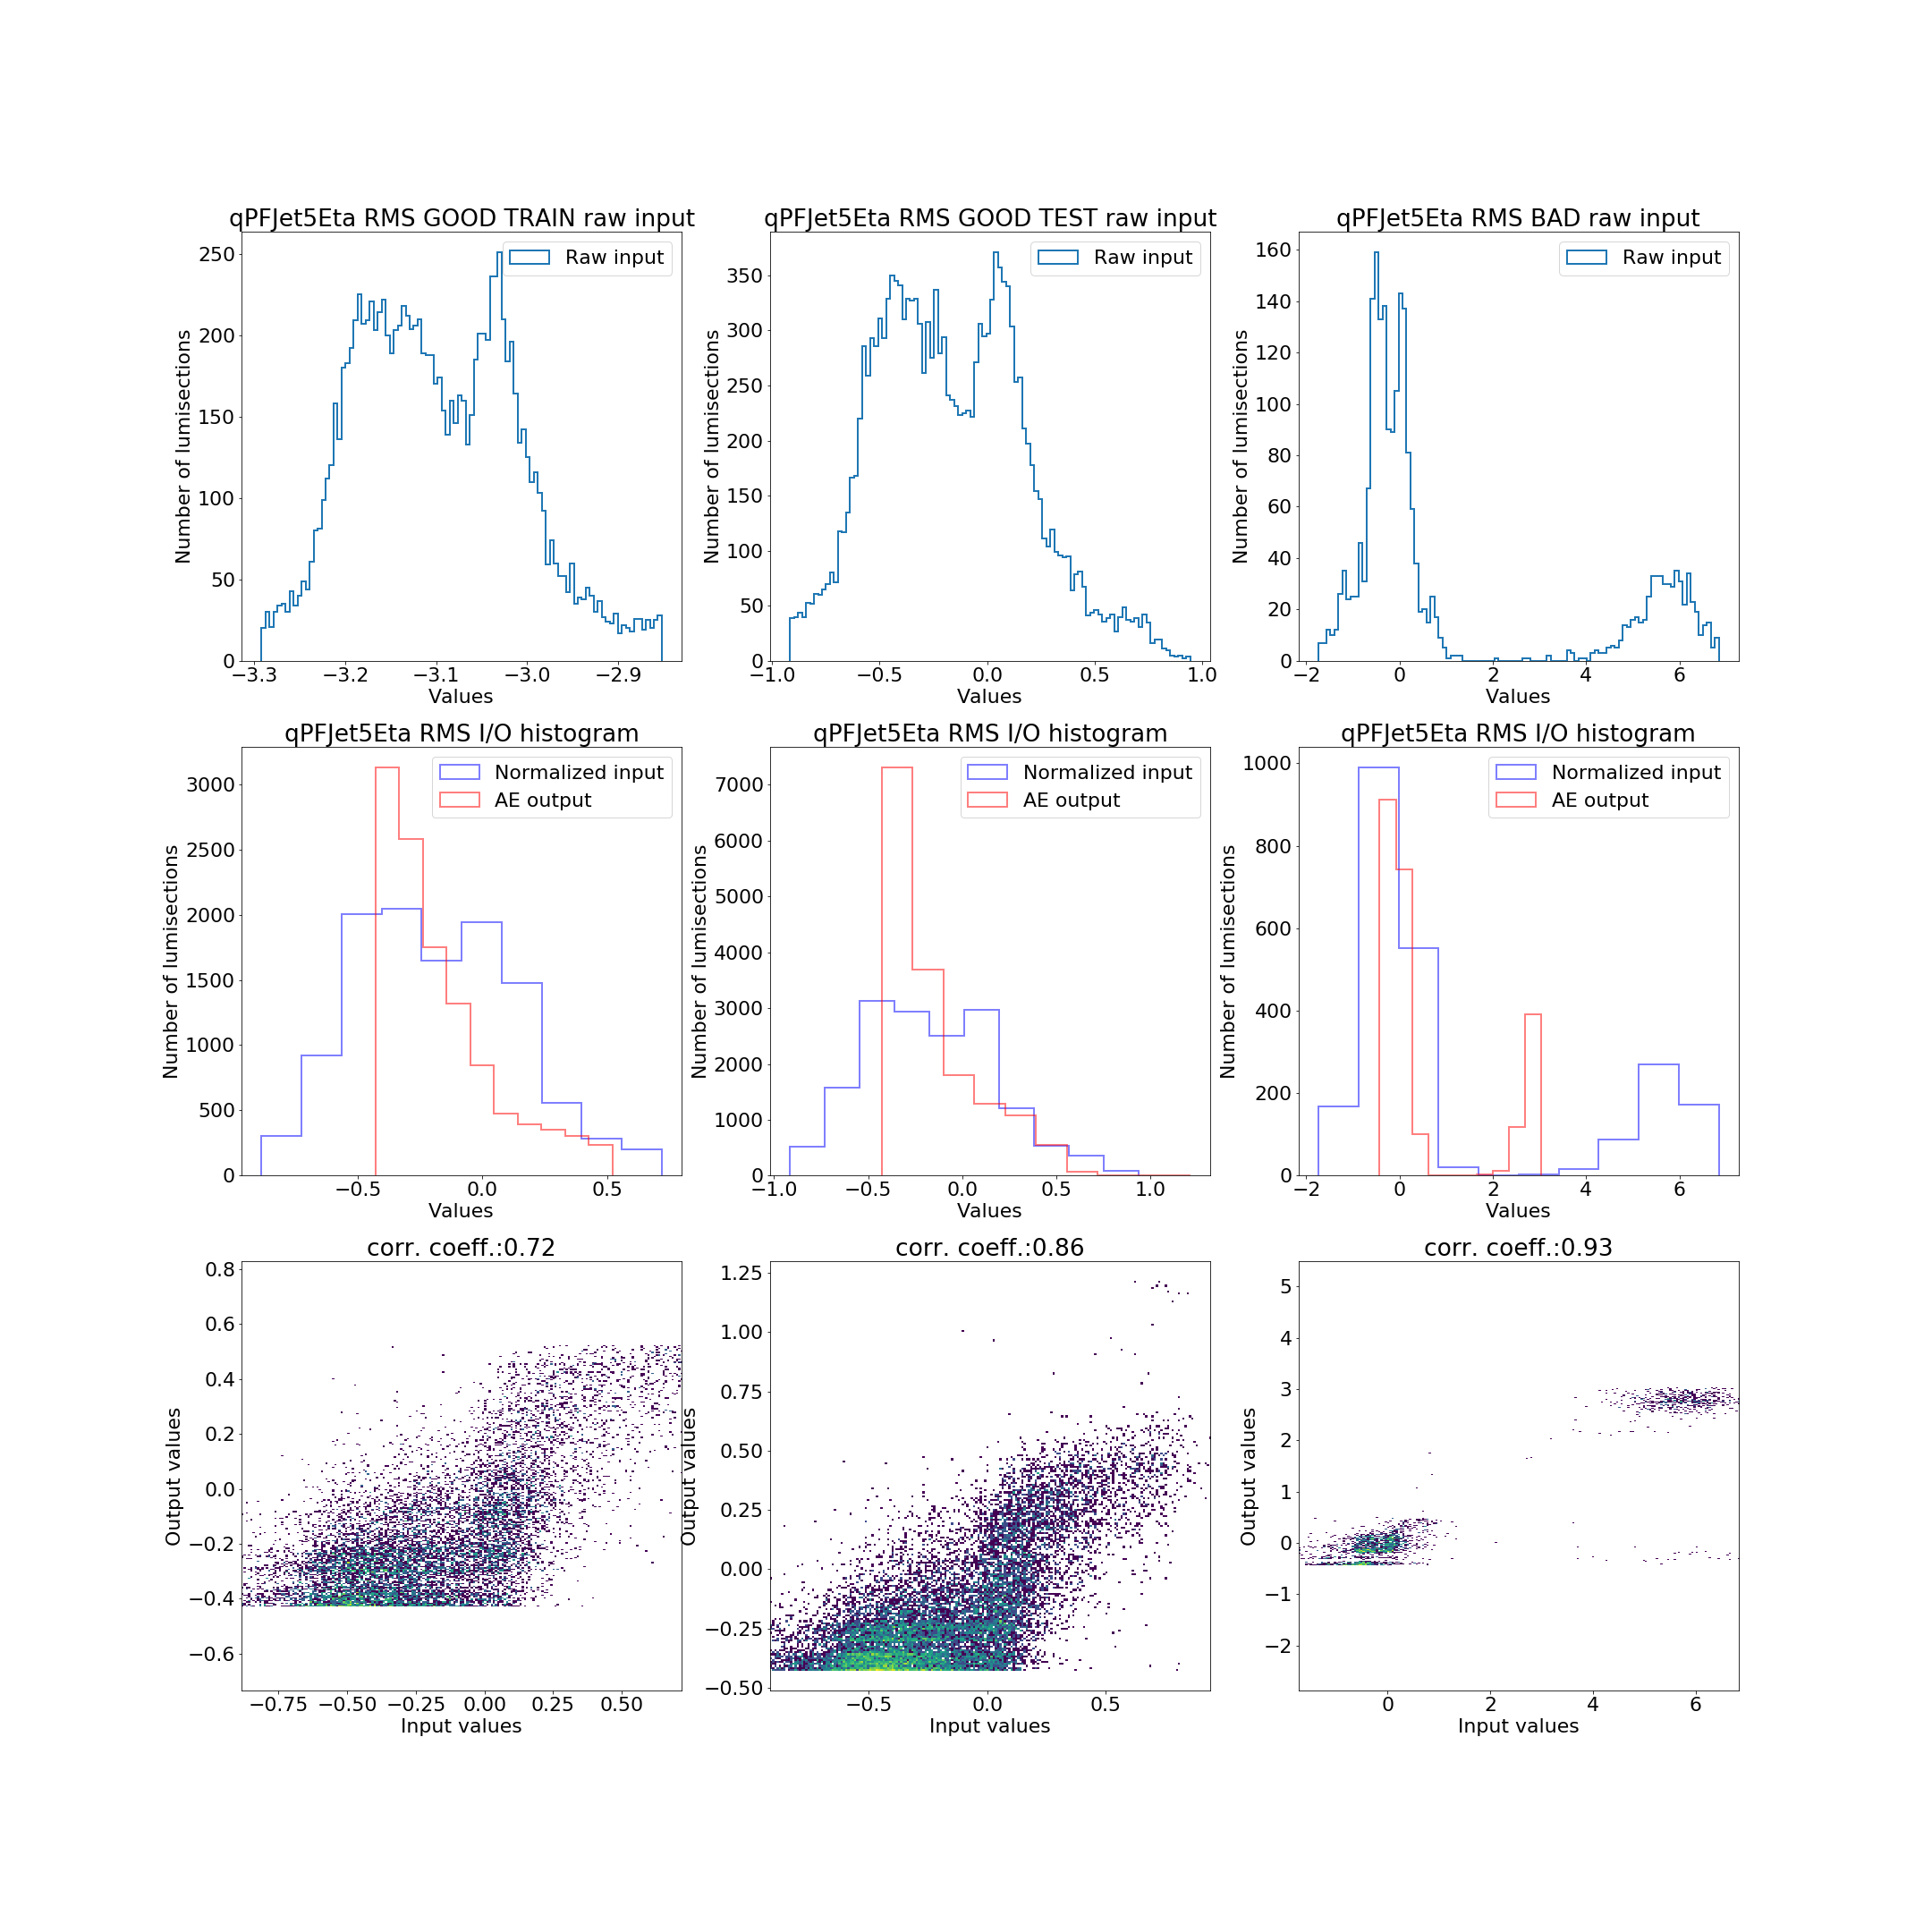 qPFJet5Eta RMS GOOD TRAIN raw input
Raw input
250
200
150
100
50
0
−3.3 −3.2 −3.1 −3.0 −2.9
Values
Number of lumisections
qPFJet5Eta RMS GOOD TEST raw input
Raw input
350
300
250
200
150
100
50
0
−1.0 −0.5 0.0 0.5 1.0
Values
Number of lumisections
qPFJet5Eta RMS BAD raw input
Raw input
160
140
120
100
80
60
40
20
0
−2 0 2 4 6
Values
Number of lumisections
qPFJet5Eta RMS I/O histogram
Normalized input
AE output
3000
2500
2000
1500
1000
500
0
−0.5 0.0 0.5
Values
Number of lumisections
qPFJet5Eta RMS I/O histogram
Normalized input
AE output
7000
6000
5000
4000
3000
2000
1000
0
−1.0 −0.5 0.0 0.5 1.0
Values
Number of lumisections
qPFJet5Eta RMS I/O histogram
Normalized input
AE output
1000
800
600
400
200
0
−2 0 2 4 6
Values
Number of lumisections
corr. coeff.:0.72
0.8
0.6
0.4
0.2
0.0
−0.2
−0.4
−0.6
−0.75 −0.50 −0.25 0.00 0.25 0.50
Input values
Output values
corr. coeff.:0.86
1.25
1.00
0.75
0.50
0.25
0.00
−0.25
−0.50
−0.5 0.0 0.5
Input values
Output values
corr. coeff.:0.93
5
4
3
2
1
0
−1
−2
0 2 4 6
Input values
Output values